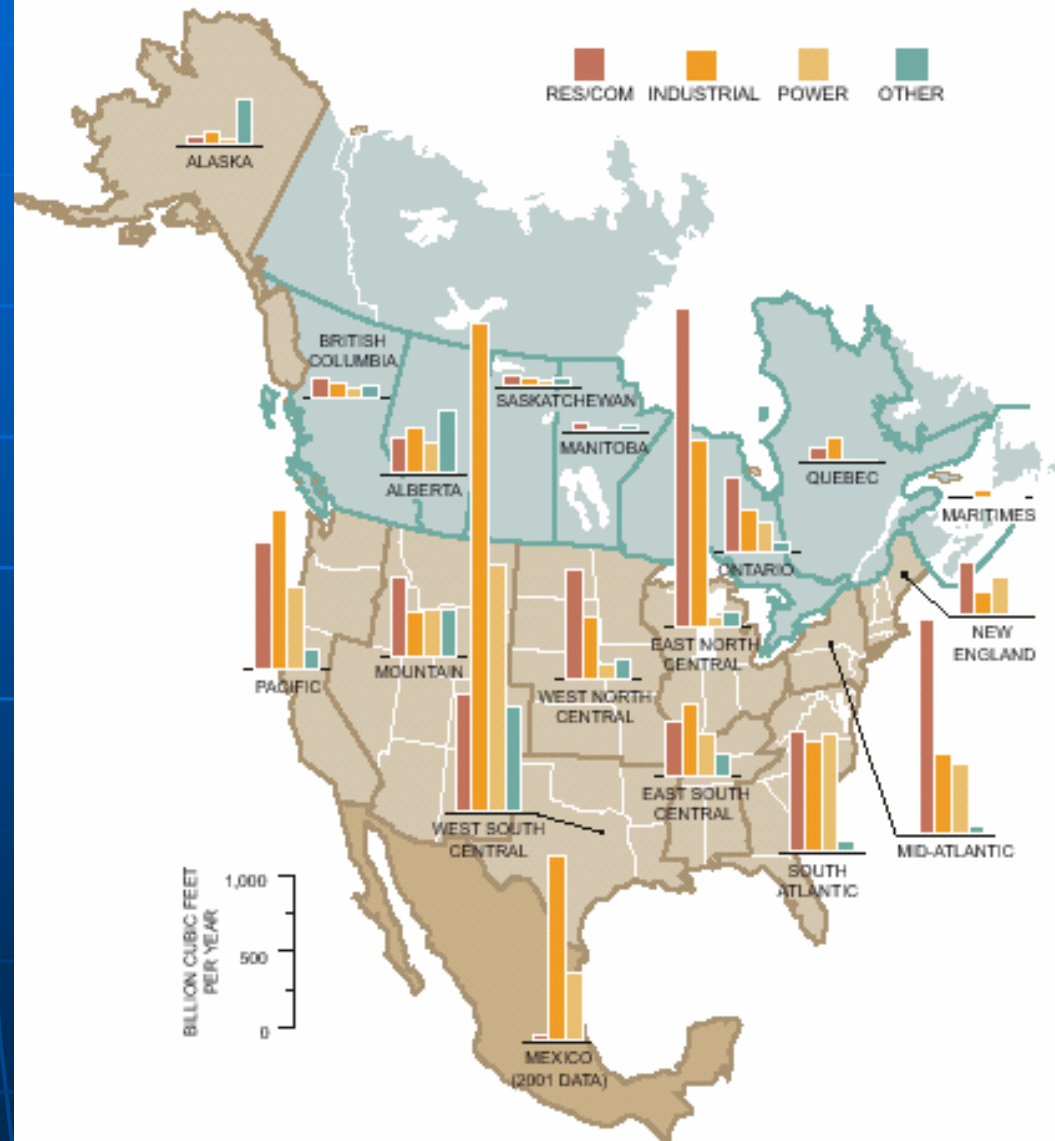 RES/COM INDUSTRIAL POWER OTHER
ALASKA
BRITISH
COLUMBIA
SASKATCHEWAN
MANITOBA
ALBERTA
QUEBEC
MARITIMES
ONTARIO
NEW
ENGLAND
EAST NORTH
CENTRAL
PACIFIC
MOUNTAIN
WEST NORTH
CENTRAL
EAST SOUTH
CENTRAL
WEST SOUTH
CENTRAL
MID-ATLANTIC
SOUTH
ATLANTIC
BILLION CUBIC FEET
PER YEAR
1,000
500
0
MEXICO
(2001 DATA)